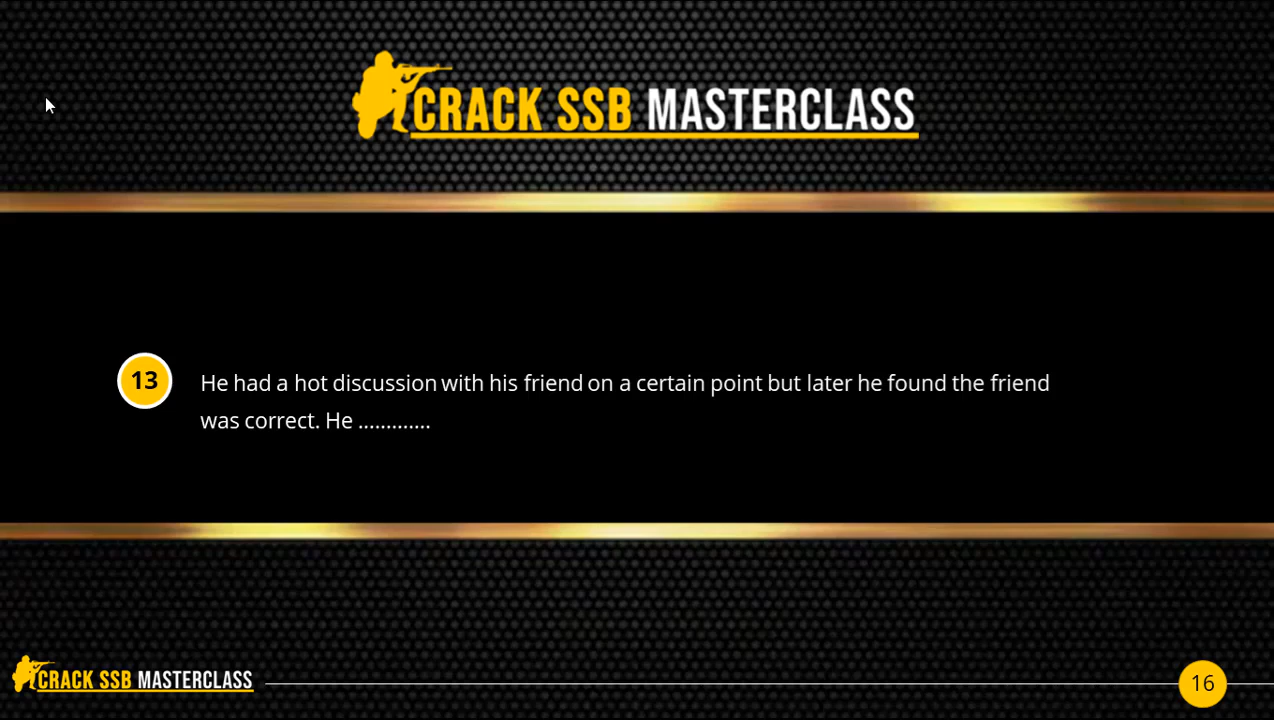 CRACK SSB MASTERCLASS
13
He had a hot discussion with his friend on a certain point but later he found the friend
was correct. He .............
CRACK SSB MASTERCLASS
16